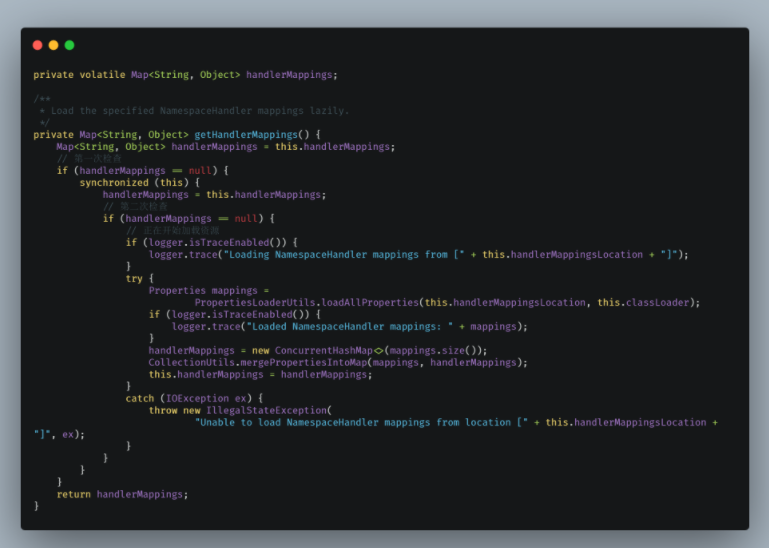 private volatile Map<String, Object> handlerMappings;
/**
 * Load the specified NamespaceHandler mappings lazily.
 */
private Map<String, Object> getHandlerMappings() {
    Map<String, Object> handlerMappings = this.handlerMappings;
    // 第一次检查
    if (handlerMappings == null) {
        synchronized (this) {
            handlerMappings = this.handlerMappings;
            // 第二次检查
            if (handlerMappings == null) {
                // 正在开始加载资源
                if (logger.isTraceEnabled()) {
                    logger.trace("Loading NamespaceHandler mappings from [" + this.handlerMappingsLocation + "]");
                }
                try {
                    Properties mappings =
                            PropertiesLoaderUtils.loadAllProperties(this.handlerMappingsLocation, this.classLoader);
                    if (logger.isTraceEnabled()) {
                        logger.trace("Loaded NamespaceHandler mappings: " + mappings);
                    }
                    handlerMappings = new ConcurrentHashMap<>(mappings.size());
                    CollectionUtils.mergePropertiesIntoMap(mappings, handlerMappings);
                    this.handlerMappings = handlerMappings;
                }
                catch (IOException ex) {
                    throw new IllegalStateException(
                            "Unable to load NamespaceHandler mappings from location [" + this.handlerMappingsLocation +
"]", ex);
                }
            }
        }
    }
    return handlerMappings;
}